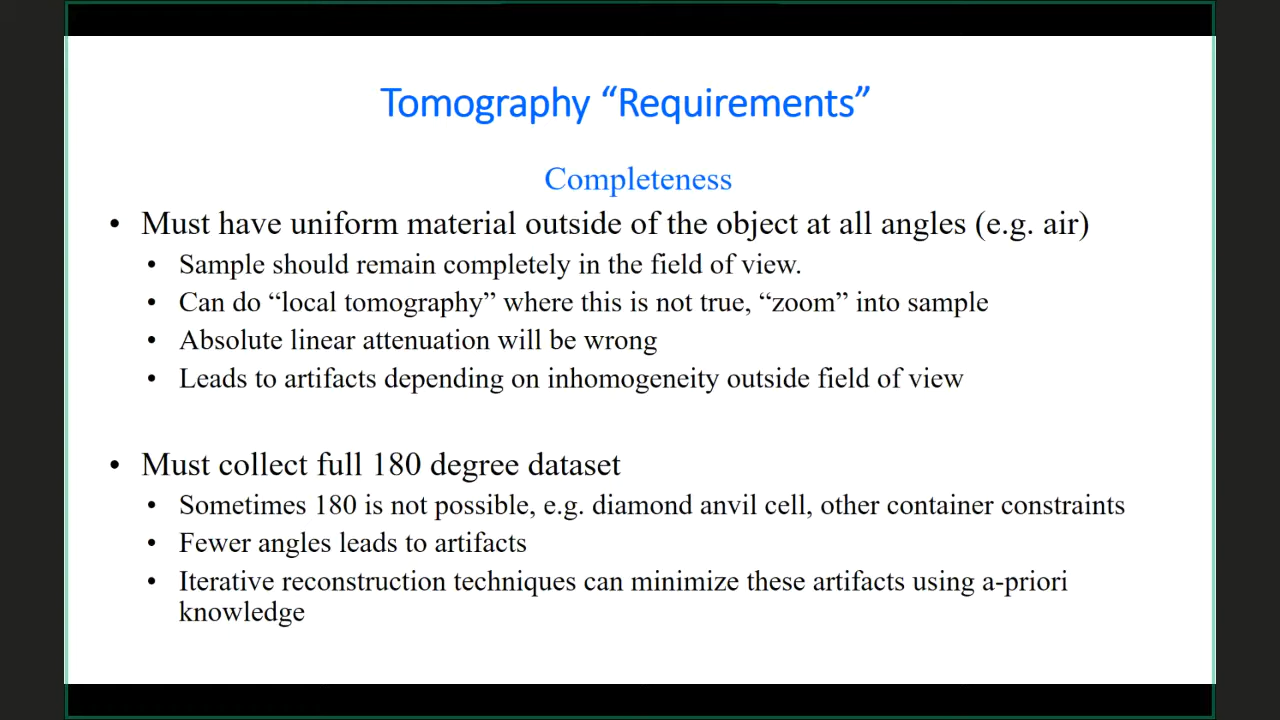 Tomography “Requirements”
Completeness
• Must have uniform material outside of the object at all angles (e.g. air)
• Sample should remain completely in the field of view.
• Can do “local tomography” where this is not true, “zoom” into sample
• Absolute linear attenuation will be wrong
• Leads to artifacts depending on inhomogeneity outside field of view
• Must collect full 180 degree dataset
• Sometimes 180 is not possible, e.g. diamond anvil cell, other container constraints
• Fewer angles leads to artifacts
• Iterative reconstruction techniques can minimize these artifacts using a-priori
knowledge